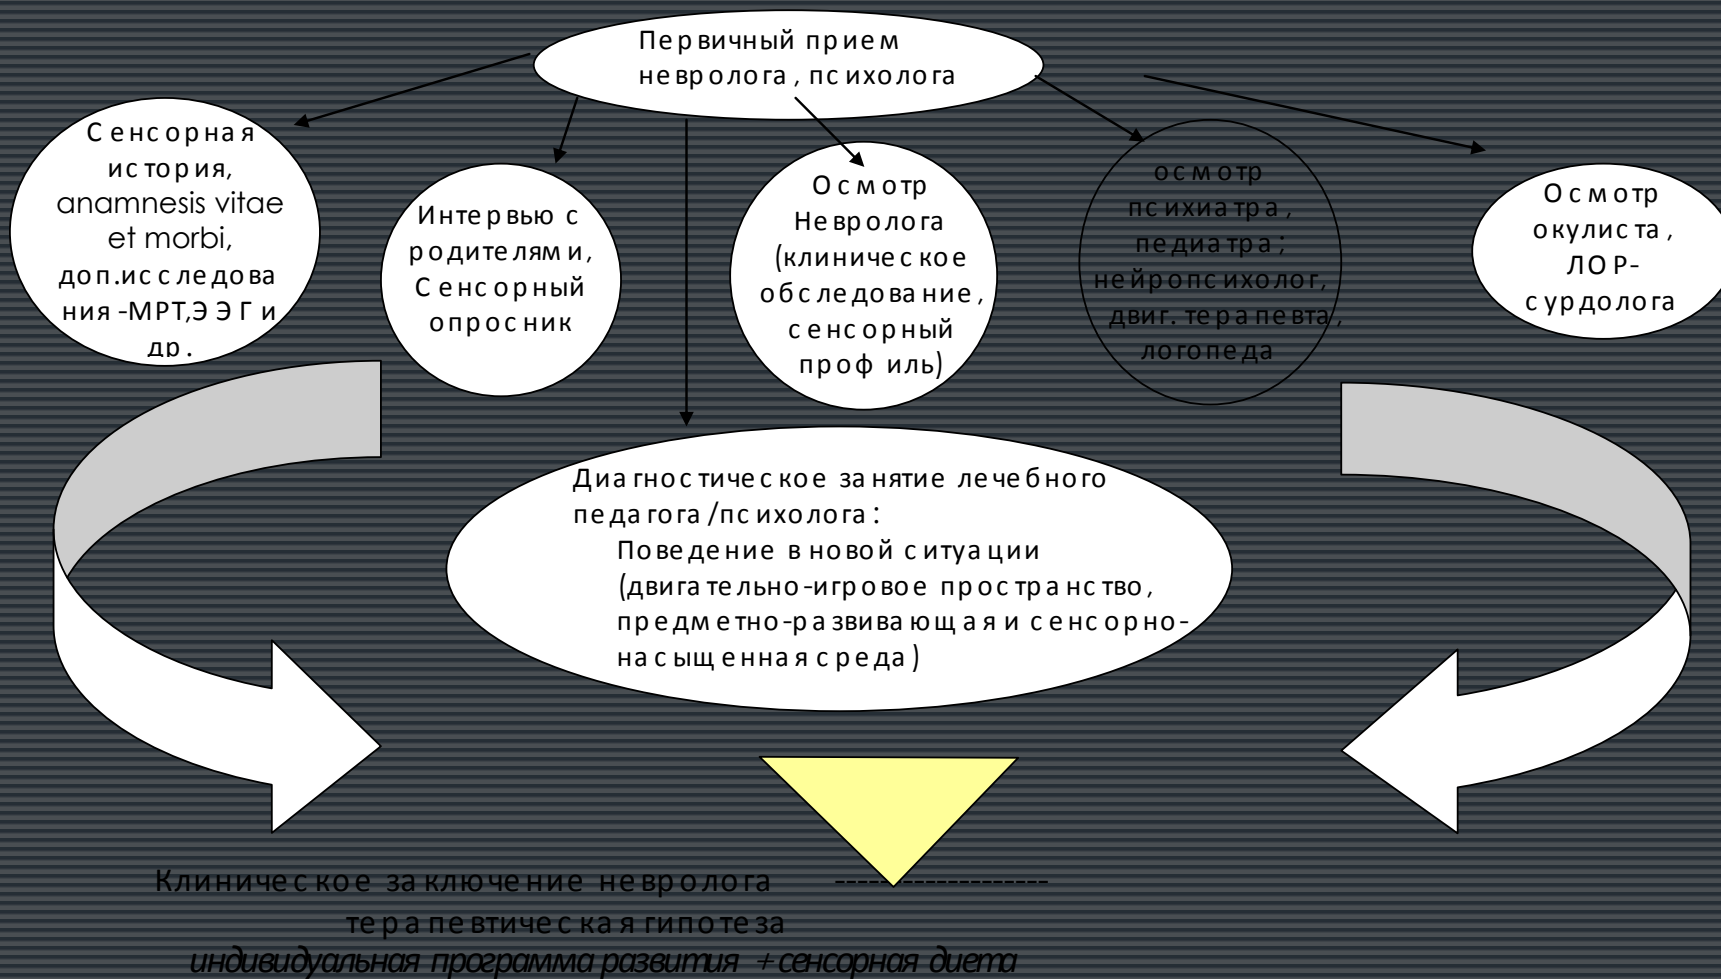 Первичный прием
невролога, психолога
Сенсорная
история,
anamnesis vitae
et morbi,
доп.исследова
ния -МРТ,ЭЭГ и
др.
Интервью с
родителями,
Сенсорный
опросник
Осмотр
Невролога
(клиническое
обследование,
сенсорный
профиль)
осмотр
психиатра,
педиатра;
нейропсихолог,
двиг. терапевта,
логопеда
Осмотр
окулиста,
ЛОР-
сурдолога
Диагностическое занятие лечебного
педагога/психолога:
Поведение в новой ситуации
(двигательно-игровое пространство,
предметно-развивающая и сенсорно-
насыщенная среда)
Клиническое заключение невролога --------------------
терапевтическая гипотеза
индивидуальная программа развития + сенсорная диета